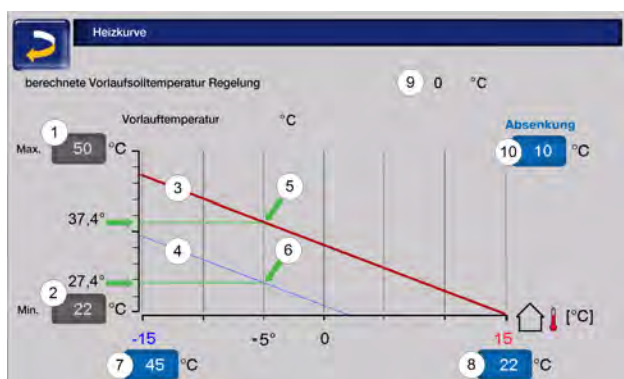 Heizkurve
berechnete Vorlaufsolltemperatur Regelung 9 0 °C
Vorlauftemperatur °C
Absenkung
1
Max. 50 °C
10 10 °C
3
5
37,4°
4
6
27,4°
2
Min. 22 °C
[°C]
-15 -5° 0 15
7 45 °C
8 22 °C